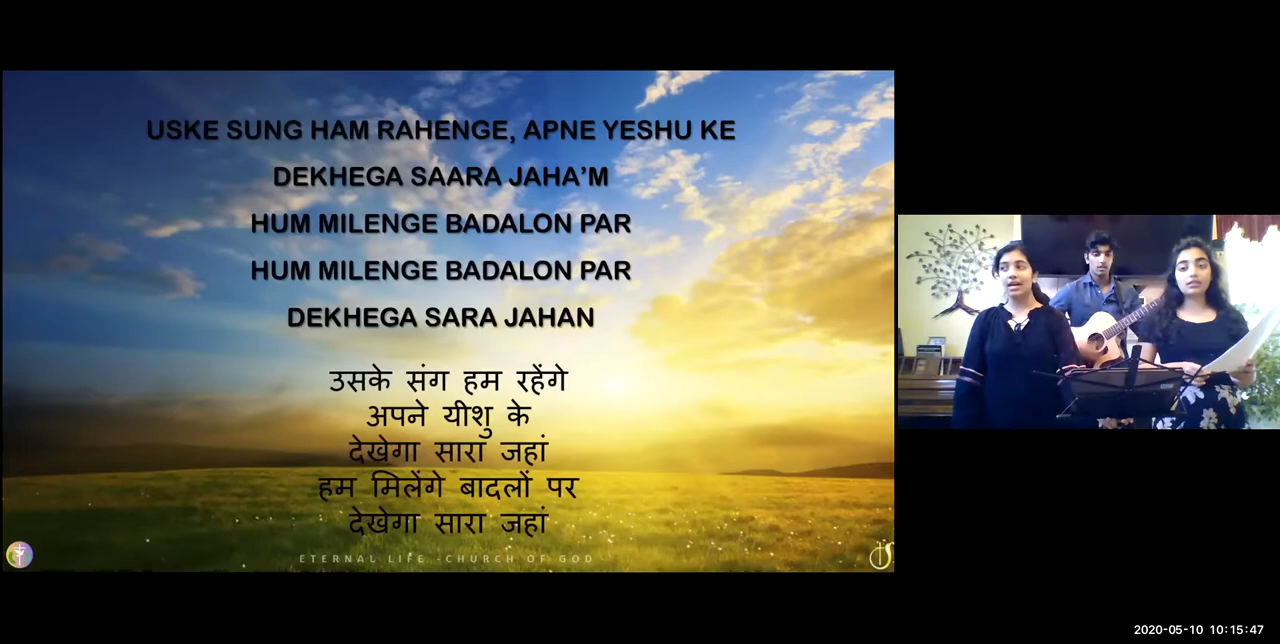 USKE SUNG HAM RAHENGE, APNE YESHU KE
DEKHEGA SAARA JAHA’M
HUM MILENGE BADALON PAR
HUM MILENGE BADALON PAR
DEKHEGA SARA JAHAN
उसके संग हम रहेंगे
अपने यीशु के
देखेगा सारा जहां
हम मिलेंगे बादलों पर
देखेगा सारा जहां
ETERNAL LIFE -CHURCH OF GOD
2020-05-10 10:15:47